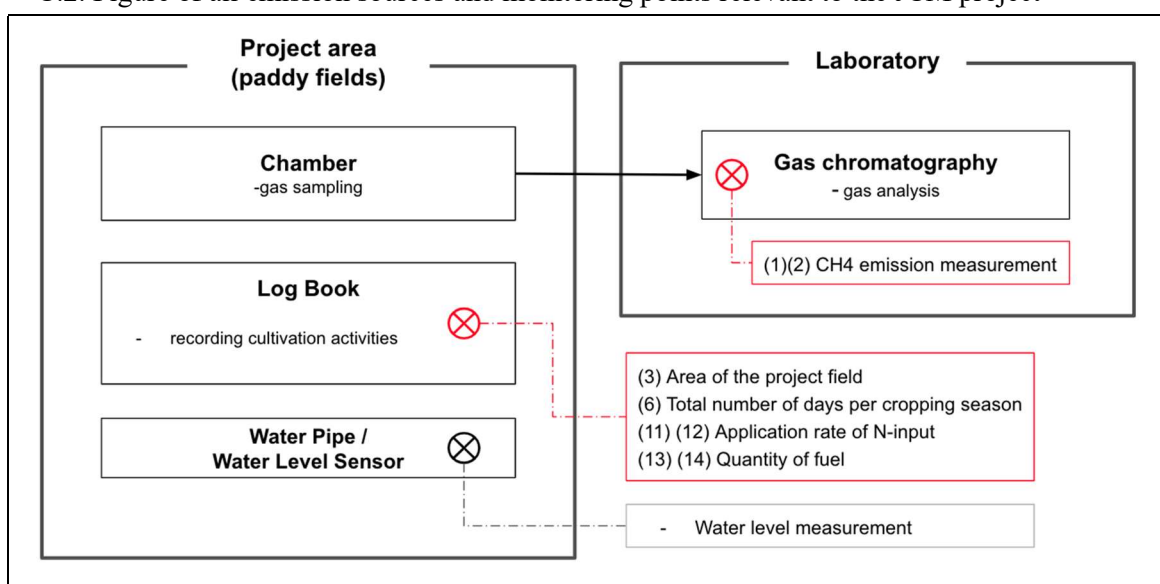 Project area
(paddy fields)
Chamber
-gas sampling
Log Book
- recording cultivation activities
Water Pipe /
Water Level Sensor
Laboratory
Gas chromatography
- gas analysis
(1)(2) CH4 emission measurement
(3) Area of the project field
(6) Total number of days per cropping season
(11) (12) Application rate of N-input
(13) (14) Quantity of fuel
- Water level measurement